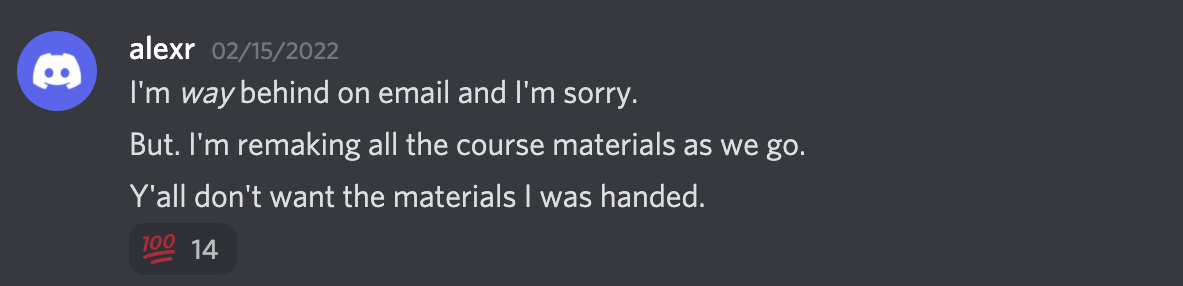 alexr 02/15/2022
I'm way behind on email and I'm sorry.
But. I'm remaking all the course materials as we go.
Y'all don't want the materials I was handed.
💯 14